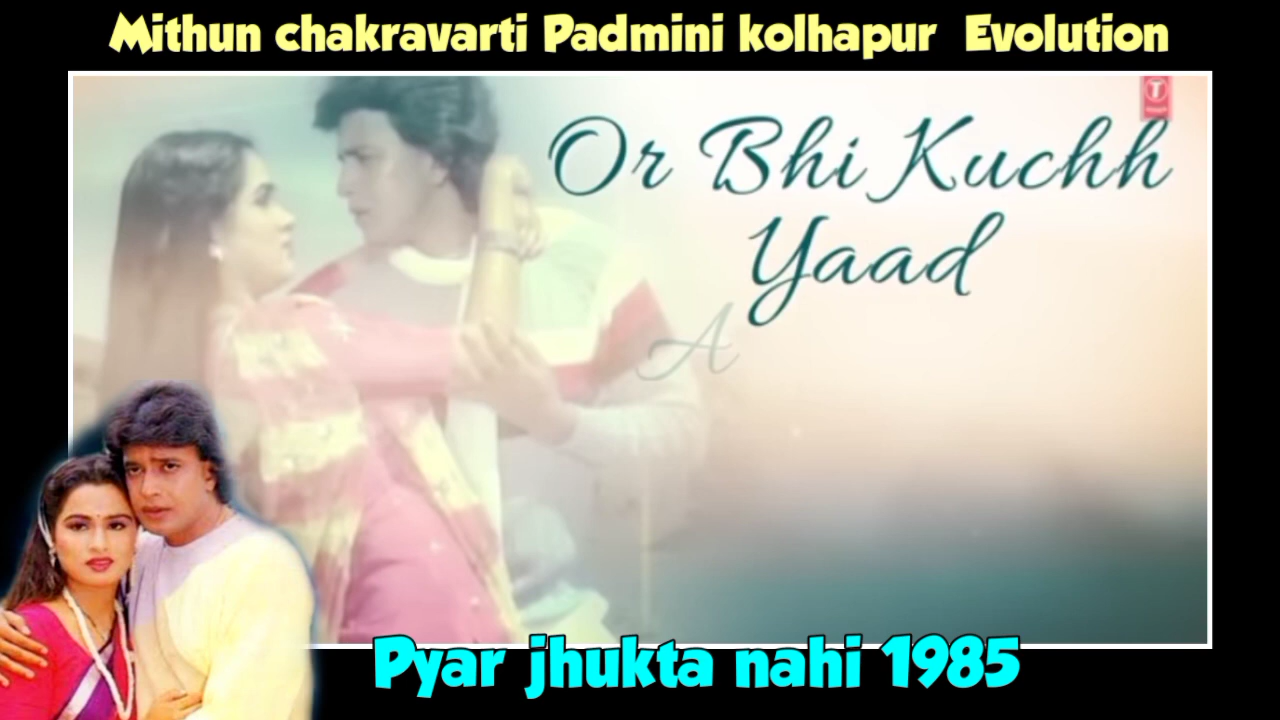 Mithun chakravarti Padmini kolhapur Evolution
T
Or Bhi Kuchh
Yaad
A
Pyar jhukta nahi 1985